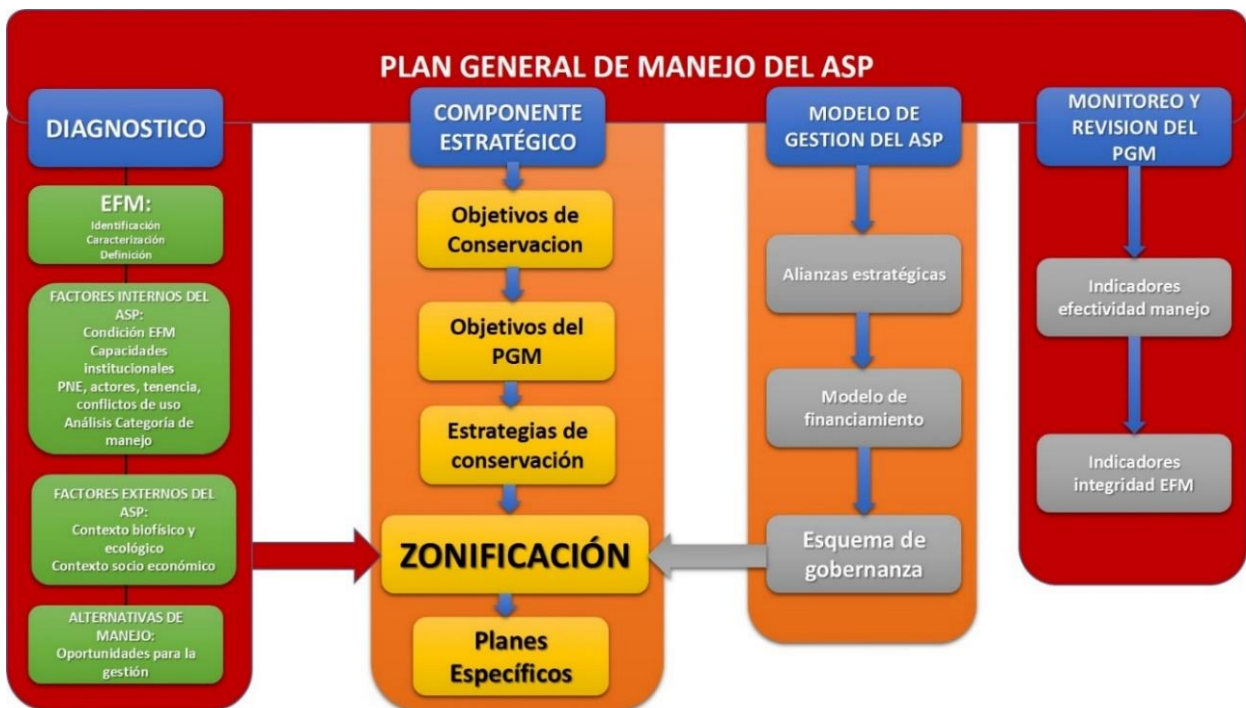 PLAN GENERAL DE MANEJO DEL ASP
DIAGNOSTICO
EFM:
Identificación
Caracterización
Definición
FACTORES INTERNOS DEL
ASP:
Condición EFM
Capacidades
institucionales
PNE, actores, tenencia,
conflictos de uso
Análisis Categoría de
manejo
FACTORES EXTERNOS DEL
ASP:
Contexto biofísico y
ecológico
Contexto socio económico
ALTERNATIVAS DE
MANEJO:
Oportunidades para la
gestión
COMPONENTE
ESTRATÉGICO
Objetivos de
Conservacion
Objetivos del
PGM
Estrategias de
conservación
ZONIFICACIÓN
Planes
Específicos
MODELO DE
GESTION DEL ASP
Alianzas estratégicas
Modelo de
financiamiento
Esquema de
gobernanza
MONITOREO Y
REVISION DEL
PGM
Indicadores
efectividad manejo
Indicadores
integridad EFM